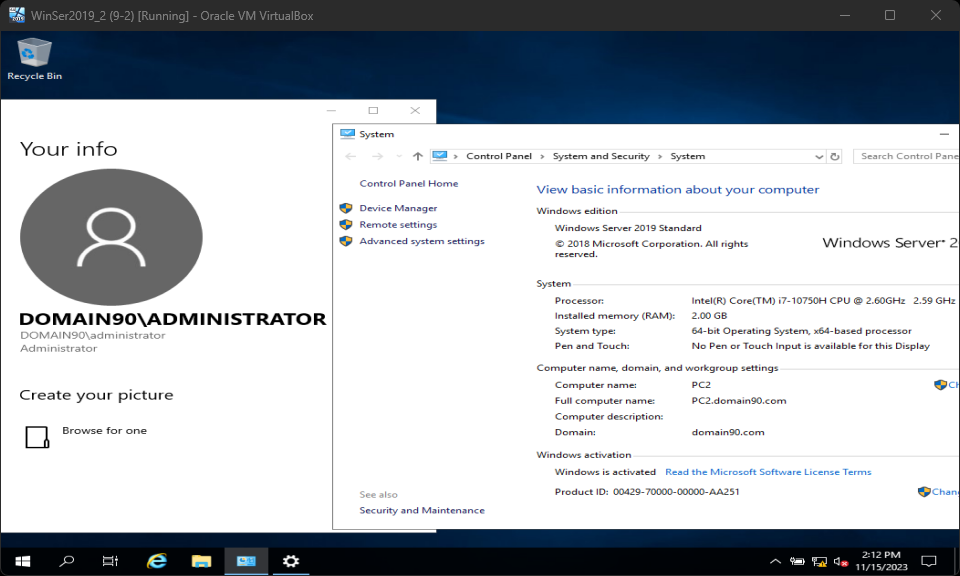 WinSer2019_2 (9-2) [Running] - Oracle VM VirtualBox
Recycle Bin
Your info
DOMAIN90\ADMINISTRATOR
DOMAIN90\administrator
Administrator
Create your picture
Browse for one
System
Control Panel > System and Security > System
Search Control Pane
Control Panel Home
Device Manager
Remote settings
Advanced system settings
See also
Security and Maintenance
View basic information about your computer
Windows edition
Windows Server 2019 Standard
© 2018 Microsoft Corporation. All rights
reserved.
Windows Server® 2
System
Processor: Intel(R) Core(TM) i7-10750H CPU @ 2.60GHz 2.59 GHz
Installed memory (RAM): 2.00 GB
System type: 64-bit Operating System, x64-based processor
Pen and Touch: No Pen or Touch Input is available for this Display
Computer name, domain, and workgroup settings
Computer name: PC2
Full computer name: PC2.domain90.com
Computer description:
Domain: domain90.com
Windows activation
Windows is activated Read the Microsoft Software License Terms
Product ID: 00429-70000-00000-AA251
Chang
2:12 PM
11/15/2023